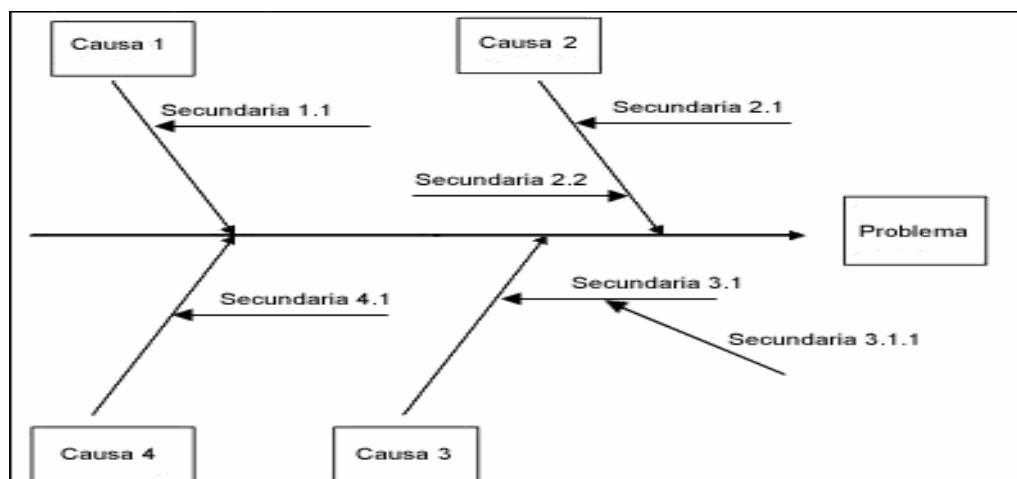 Causa 1
Causa 2
Secundaria 1.1
Secundaria 2.1
Secundaria 2.2
Problema
Secundaria 4.1
Secundaria 3.1
Secundaria 3.1.1
Causa 4
Causa 3